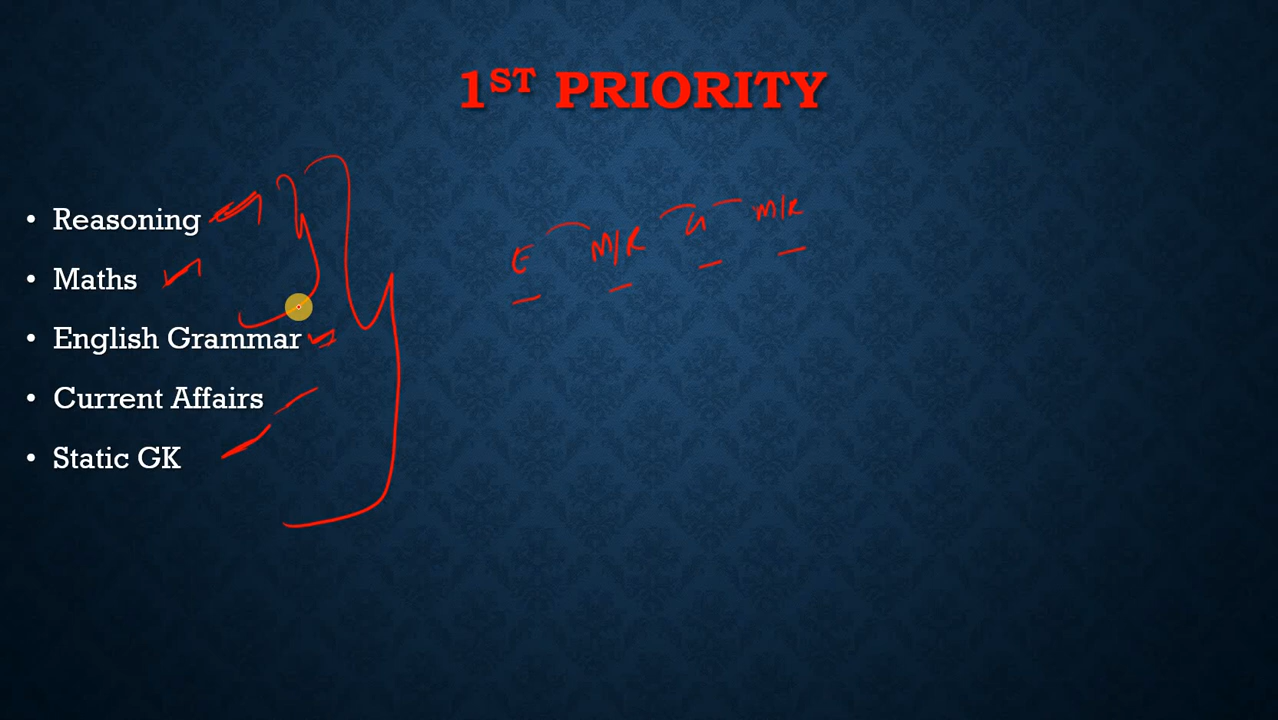 1ST PRIORITY
• Reasoning
• Maths
• English Grammar
• Current Affairs
• Static GK
E M/R G M/R